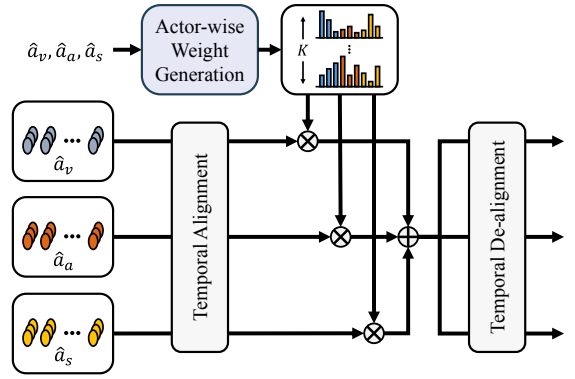 â_v, â_a, â_s
Actor-wise
Weight
Generation
K
â_v
â_a
â_s
Temporal Alignment
Temporal De-alignment